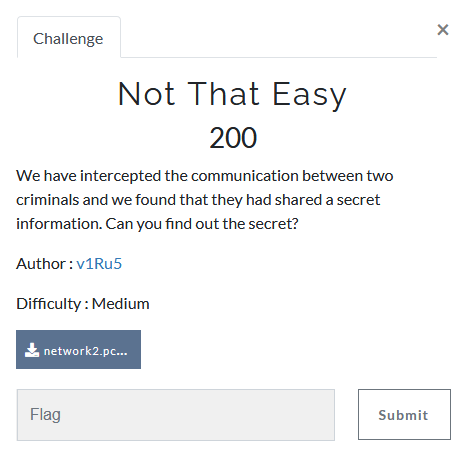 Challenge
×
Not That Easy
200
We have intercepted the communication between two
criminals and we found that they had shared a secret
information. Can you find out the secret?
Author : v1Ru5
Difficulty : Medium
network2.pc...
Flag
Submit